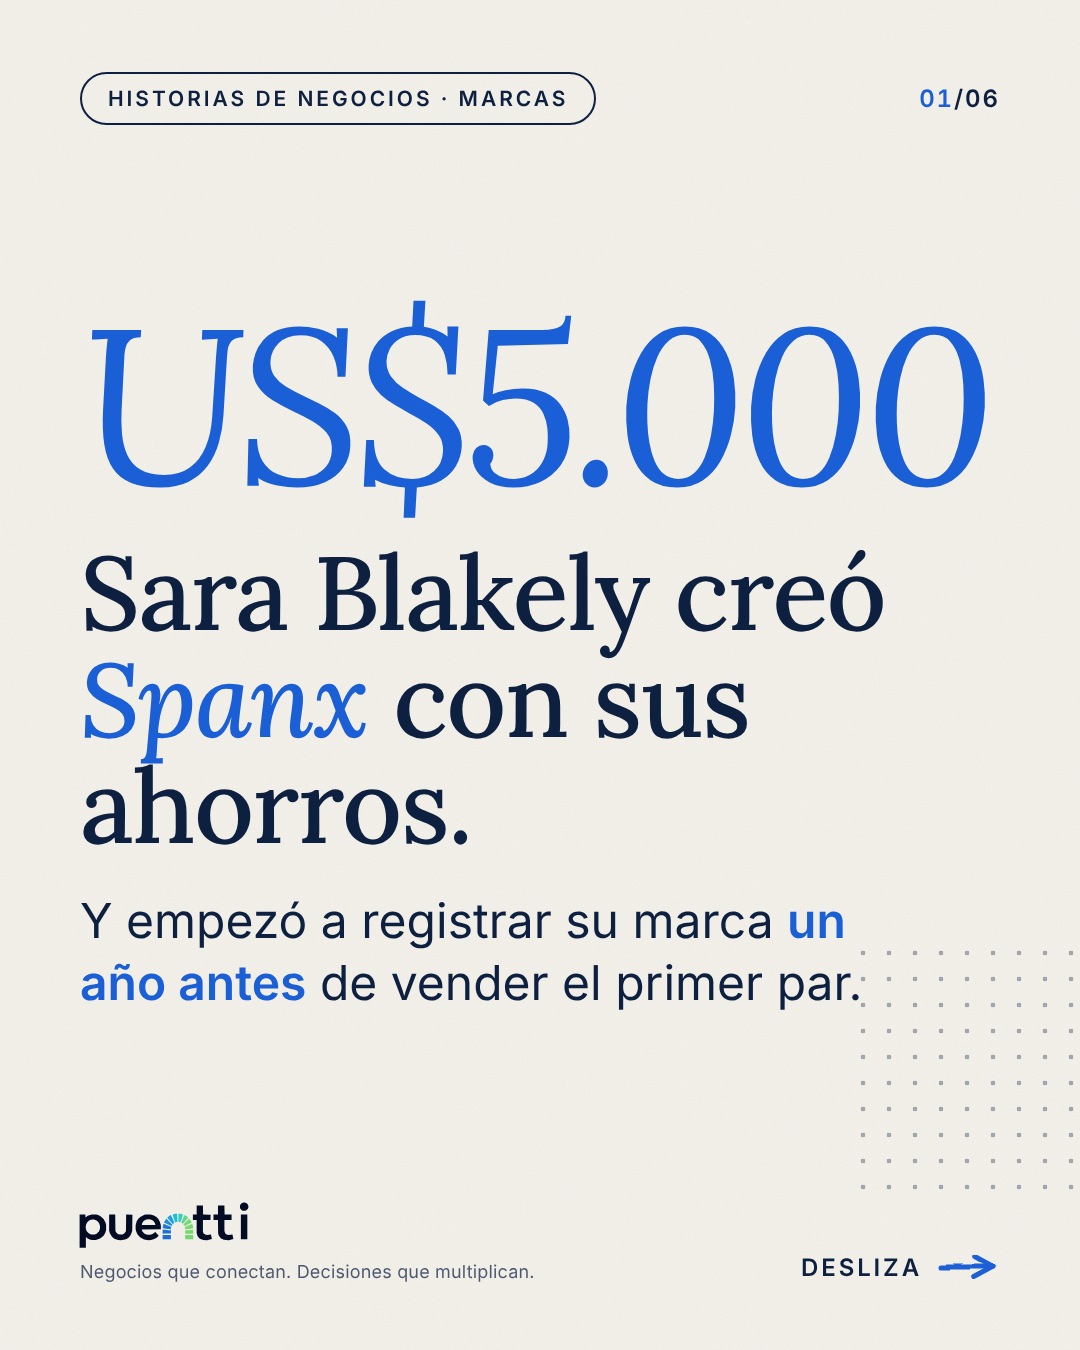 HISTORIAS DE NEGOCIOS · MARCAS
01/06
US$5.000
Sara Blakely creó
Spanx con sus
ahorros.
Y empezó a registrar su marca un
año antes de vender el primer par.
puentti
Negocios que conectan. Decisiones que multiplican.
DESLIZA